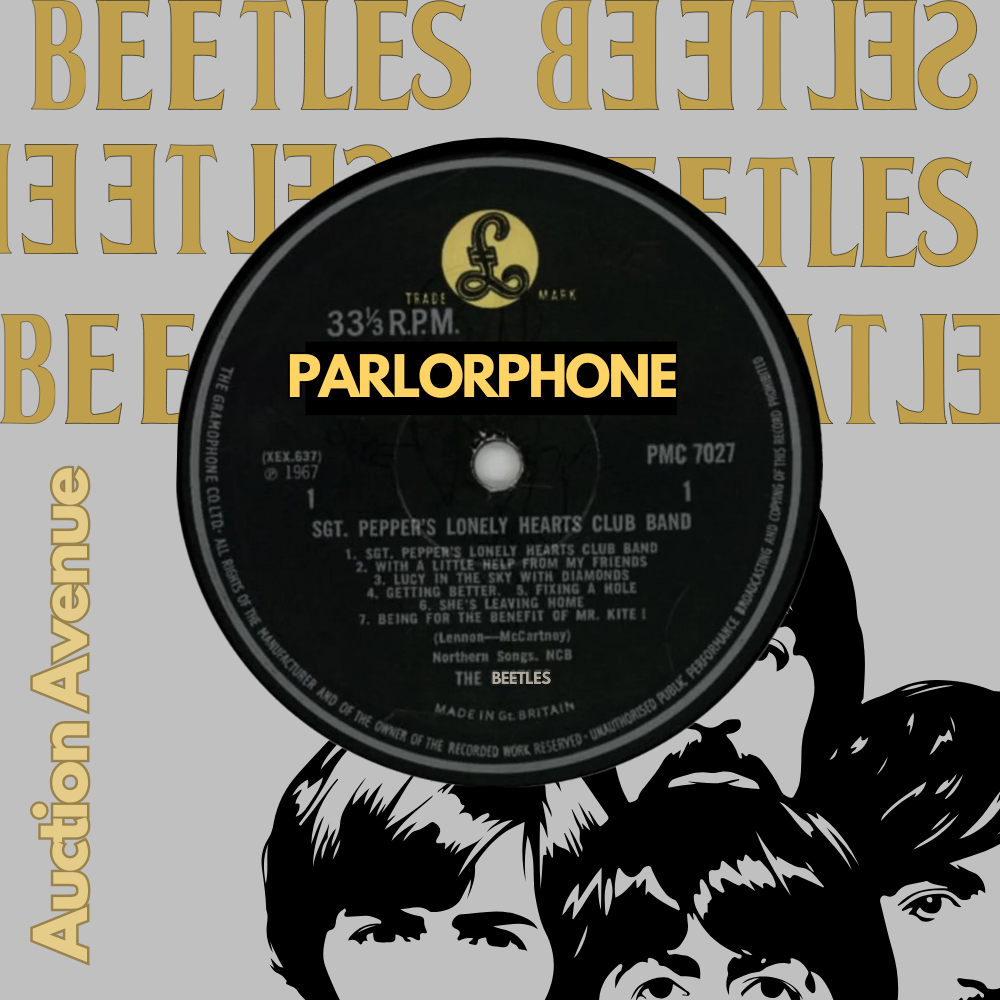 BEETLES BEETLES
BEETLES BEETLES
BEETLES BEATLE
TRADE MARK
33⅓ R.P.M.
PARLORPHONE
(XEX.637)
℗ 1967
1
PMC 7027
1
SGT. PEPPER'S LONELY HEARTS CLUB BAND
1. SGT. PEPPER'S LONELY HEARTS CLUB BAND
2. WITH A LITTLE HELP FROM MY FRIENDS
3. LUCY IN THE SKY WITH DIAMONDS
4. GETTING BETTER. 5. FIXING A HOLE
6. SHE'S LEAVING HOME
7. BEING FOR THE BENEFIT OF MR. KITE !
(Lennon—McCartney)
Northern Songs. NCB
THE BEETLES
MADE IN Gt. BRITAIN
THE GRAMOPHONE CO. LTD. · ALL RIGHTS OF THE MANUFACTURER AND OF THE OWNER OF THE RECORDED WORK RESERVED · UNAUTHORISED PUBLIC PERFORMANCE BROADCASTING AND COPYING OF THIS RECORD PROHIBITED
Auction Avenue